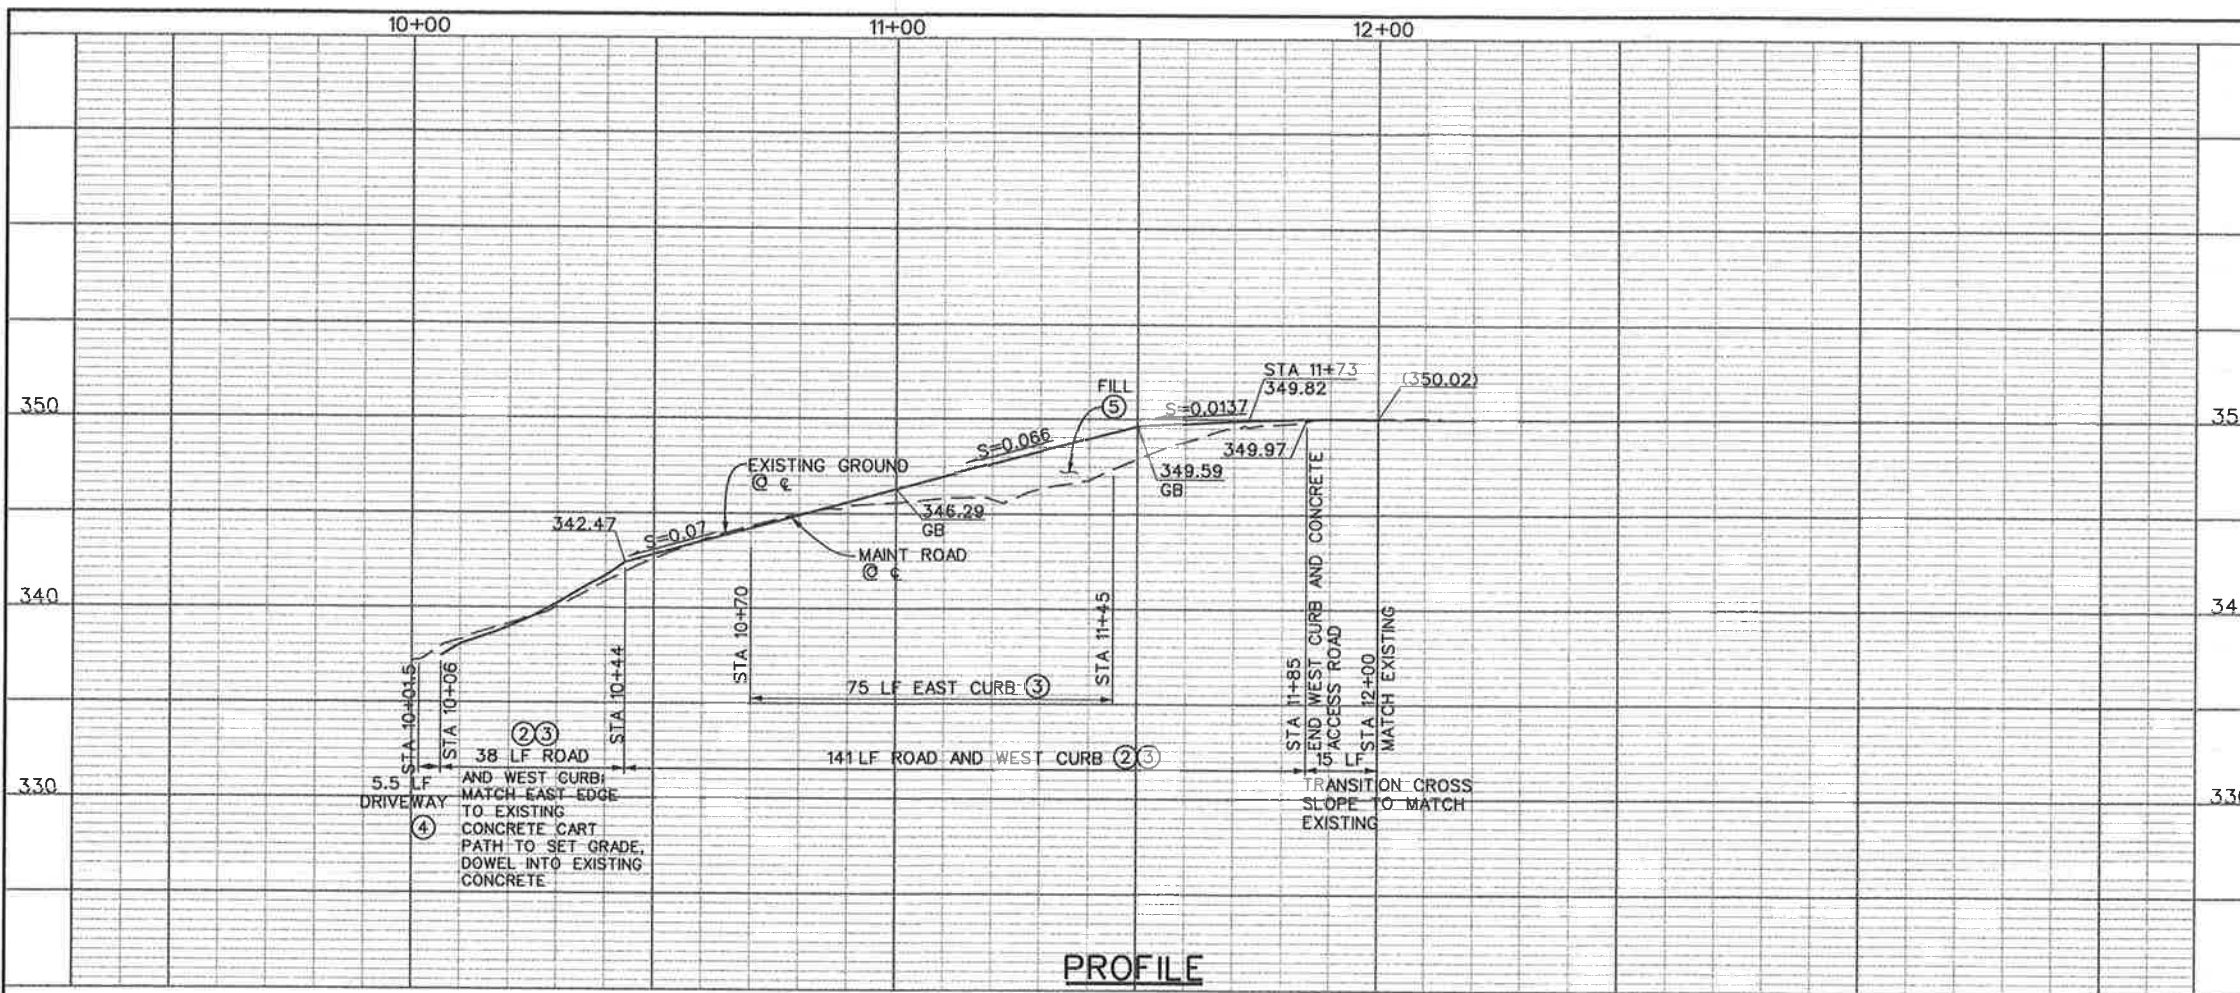 10+00
11+00
12+00
350
35
340
34
330
330
STA 11+73
349.82
(350.02)
FILL
⑤
S=0.0137
S=0.066
349.97
349.59
GB
EXISTING GROUND
@ ℄
342.47
S=0.07
346.29
GB
MAINT ROAD
@ ℄
STA 10+01.5
STA 10+06
STA 10+44
STA 10+70
STA 11+45
STA 11+85
END WEST CURB AND CONCRETE
ACCESS ROAD
STA 12+00
MATCH EXISTING
75 LF EAST CURB ③
②③
38 LF ROAD
AND WEST CURB;
MATCH EAST EDGE
TO EXISTING
CONCRETE CART
PATH TO SET GRADE,
DOWEL INTO EXISTING
CONCRETE
5.5 LF
DRIVEWAY
④
141 LF ROAD AND WEST CURB ②③
15 LF
TRANSITION CROSS
SLOPE TO MATCH
EXISTING
PROFILE